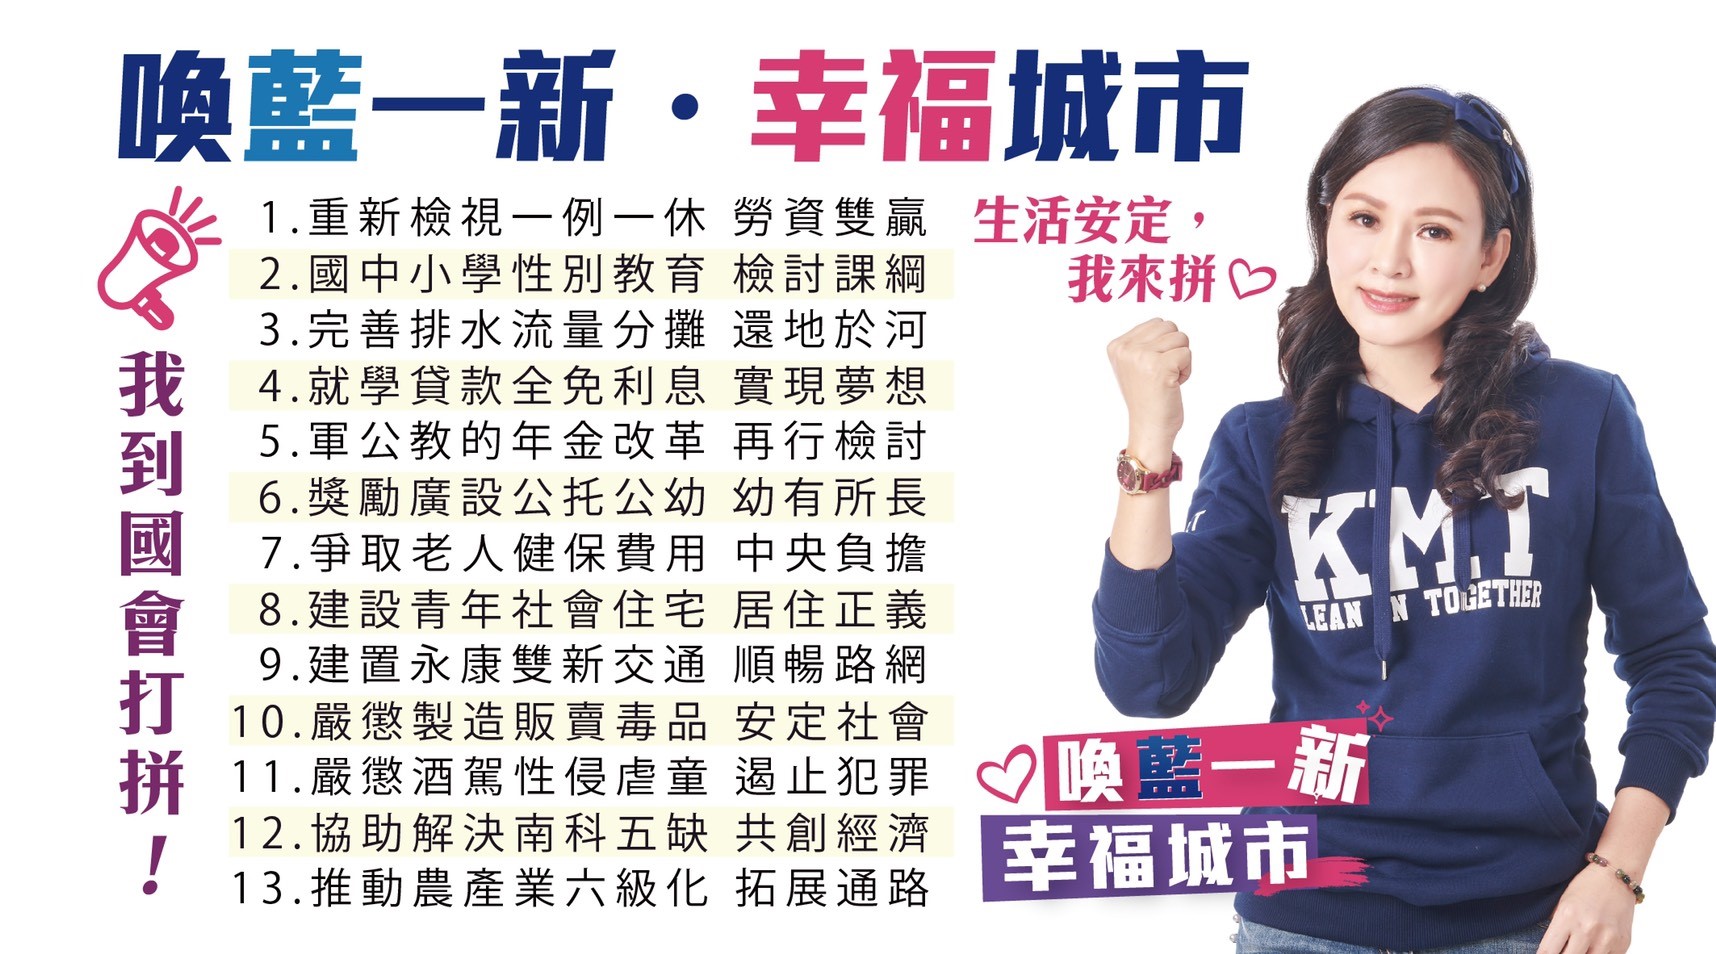 喚藍一新・幸福城市
我到國會打拼!
1.重新檢視一例一休 勞資雙贏
2.國中小學性別教育 檢討課綱
3.完善排水流量分攤 還地於河
4.就學貸款全免利息 實現夢想
5.軍公教的年金改革 再行檢討
6.獎勵廣設公托公幼 幼有所長
7.爭取老人健保費用 中央負擔
8.建設青年社會住宅 居住正義
9.建置永康雙新交通 順暢路網
10.嚴懲製造販賣毒品 安定社會
11.嚴懲酒駕性侵虐童 遏止犯罪
12.協助解決南科五缺 共創經濟
13.推動農產業六級化 拓展通路
生活安定，
我來拼
KMT
LEAN IN TOGETHER
喚藍一新
幸福城市